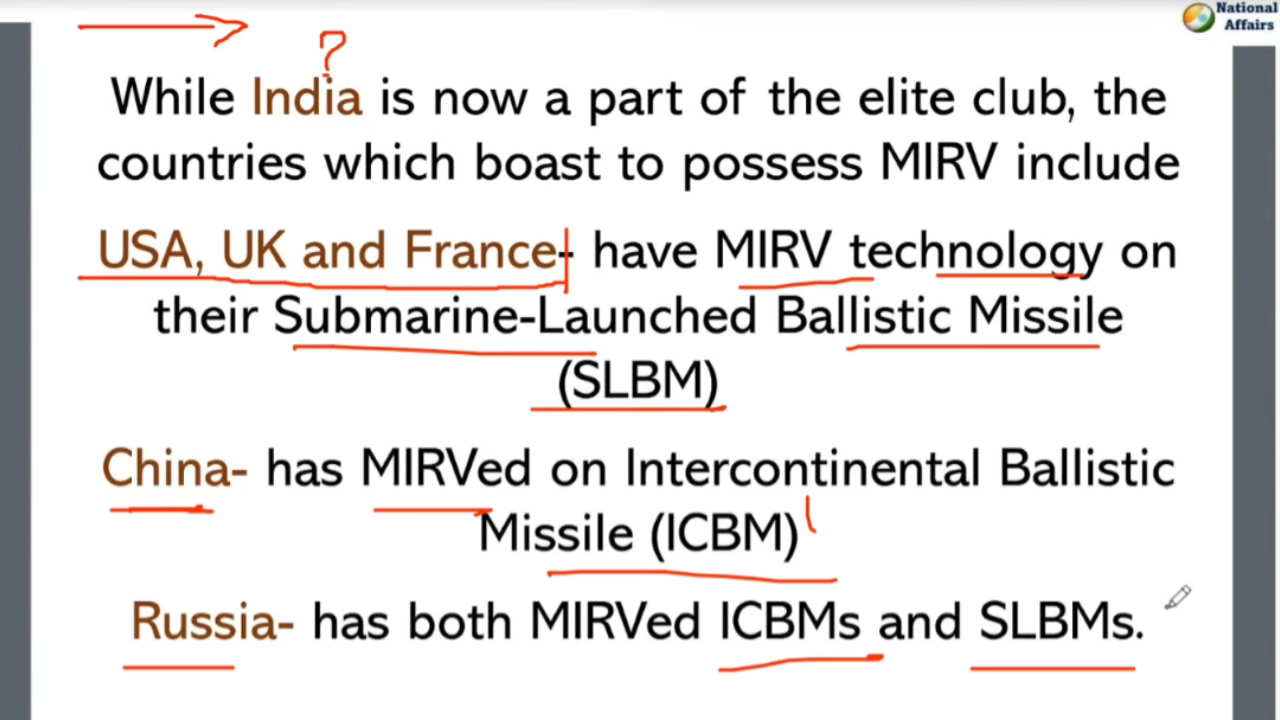 National
Affairs
?
While India is now a part of the elite club, the
countries which boast to possess MIRV include
USA, UK and France- have MIRV technology on
their Submarine-Launched Ballistic Missile
(SLBM)
China- has MIRVed on Intercontinental Ballistic
Missile (ICBM)
Russia- has both MIRVed ICBMs and SLBMs.